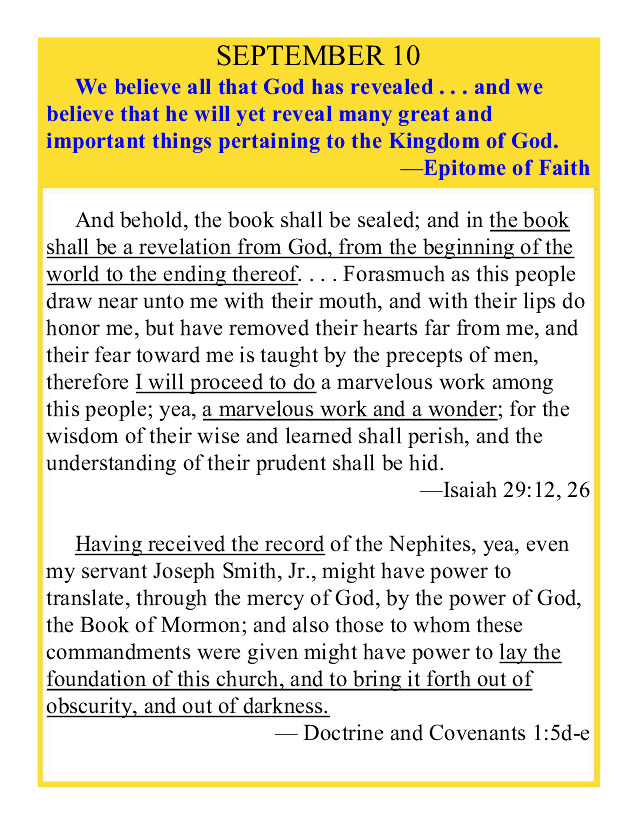 SEPTEMBER 10
We believe all that God has revealed . . . and we
believe that he will yet reveal many great and
important things pertaining to the Kingdom of God.
—Epitome of Faith
And behold, the book shall be sealed; and in the book
shall be a revelation from God, from the beginning of the
world to the ending thereof. . . . Forasmuch as this people
draw near unto me with their mouth, and with their lips do
honor me, but have removed their hearts far from me, and
their fear toward me is taught by the precepts of men,
therefore I will proceed to do a marvelous work among
this people; yea, a marvelous work and a wonder; for the
wisdom of their wise and learned shall perish, and the
understanding of their prudent shall be hid.
—Isaiah 29:12, 26
Having received the record of the Nephites, yea, even
my servant Joseph Smith, Jr., might have power to
translate, through the mercy of God, by the power of God,
the Book of Mormon; and also those to whom these
commandments were given might have power to lay the
foundation of this church, and to bring it forth out of
obscurity, and out of darkness.
— Doctrine and Covenants 1:5d-e